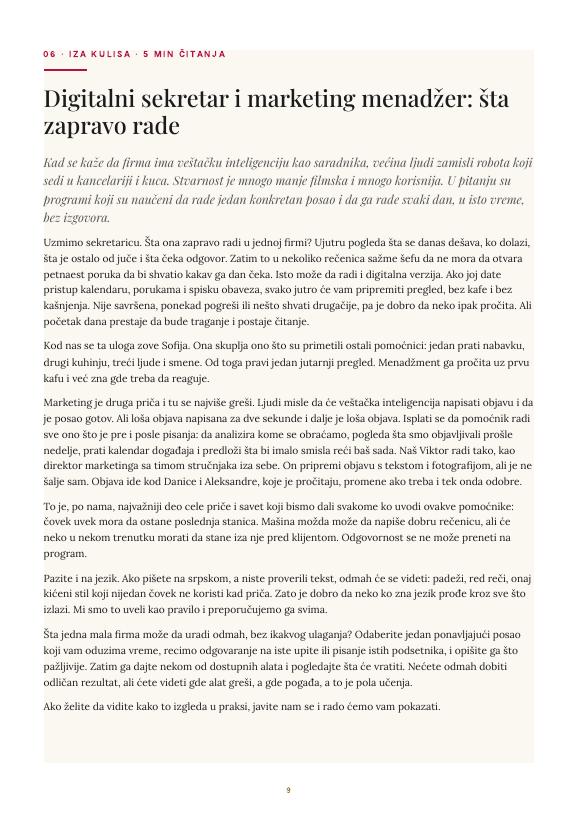 06 · IZA KULISA · 5 MIN ČITANJA
Digitalni sekretar i marketing menadžer: šta
zapravo rade
Kad se kaže da firma ima veštačku inteligenciju kao saradnika, većina ljudi zamisli robota koji
sedi u kancelariji i kuca. Stvarnost je mnogo manje filmska i mnogo korisnija. U pitanju su
programi koji su naučeni da rade jedan konkretan posao i da ga rade svaki dan, u isto vreme,
bez izgovora.
Uzmimo sekretaricu. Šta ona zapravo radi u jednoj firmi? Ujutru pogleda šta se danas dešava, ko dolazi,
šta je ostalo od juče i šta čeka odgovor. Zatim to u nekoliko rečenica sažme šefu da ne mora da otvara
petnaest poruka da bi shvatio kakav ga dan čeka. Isto može da radi i digitalna verzija. Ako joj date
pristup kalendaru, porukama i spisku obaveza, svako jutro će vam pripremiti pregled, bez kafe i bez
kašnjenja. Nije savršena, ponekad pogreši ili nešto shvati drugačije, pa je dobro da neko ipak pročita. Ali
početak dana prestaje da bude traganje i postaje čitanje.
Kod nas se ta uloga zove Sofija. Ona skuplja ono što su primetili ostali pomoćnici: jedan prati nabavku,
drugi kuhinju, treći ljude i smene. Od toga pravi jedan jutarnji pregled. Menadžment ga pročita uz prvu
kafu i već zna gde treba da reaguje.
Marketing je druga priča i tu se najviše greši. Ljudi misle da će veštačka inteligencija napisati objavu i da
je posao gotov. Ali loša objava napisana za dve sekunde i dalje je loša objava. Isplati se da pomoćnik radi
sve ono što je pre i posle pisanja: da analizira kome se obraćamo, pogleda šta smo objavljivali prošle
nedelje, prati kalendar događaja i predloži šta bi imalo smisla reći baš sada. Naš Viktor radi tako, kao
direktor marketinga sa timom stručnjaka iza sebe. On pripremi objavu s tekstom i fotografijom, ali je ne
šalje sam. Objava ide kod Danice i Aleksandre, koje je pročitaju, promene ako treba i tek onda odobre.
To je, po nama, najvažniji deo cele priče i savet koji bismo dali svakome ko uvodi ovakve pomoćnike:
čovek uvek mora da ostane poslednja stanica. Mašina možda može da napiše dobru rečenicu, ali će
neko u nekom trenutku morati da stane iza nje pred klijentom. Odgovornost se ne može preneti na
program.
Pazite i na jezik. Ako pišete na srpskom, a niste proverili tekst, odmah će se videti: padeži, red reči, onaj
kićeni stil koji nijedan čovek ne koristi kad priča. Zato je dobro da neko ko zna jezik prođe kroz sve što
izlazi. Mi smo to uveli kao pravilo i preporučujemo ga svima.
Šta jedna mala firma može da uradi odmah, bez ikakvog ulaganja? Odaberite jedan ponavljajući posao
koji vam oduzima vreme, recimo odgovaranje na iste upite ili pisanje istih podsetnika, i opišite ga što
pažljivije. Zatim ga dajte nekom od dostupnih alata i pogledajte šta će vratiti. Nećete odmah dobiti
odličan rezultat, ali ćete videti gde alat greši, a gde pogađa, a to je pola učenja.
Ako želite da vidite kako to izgleda u praksi, javite nam se i rado ćemo vam pokazati.
9